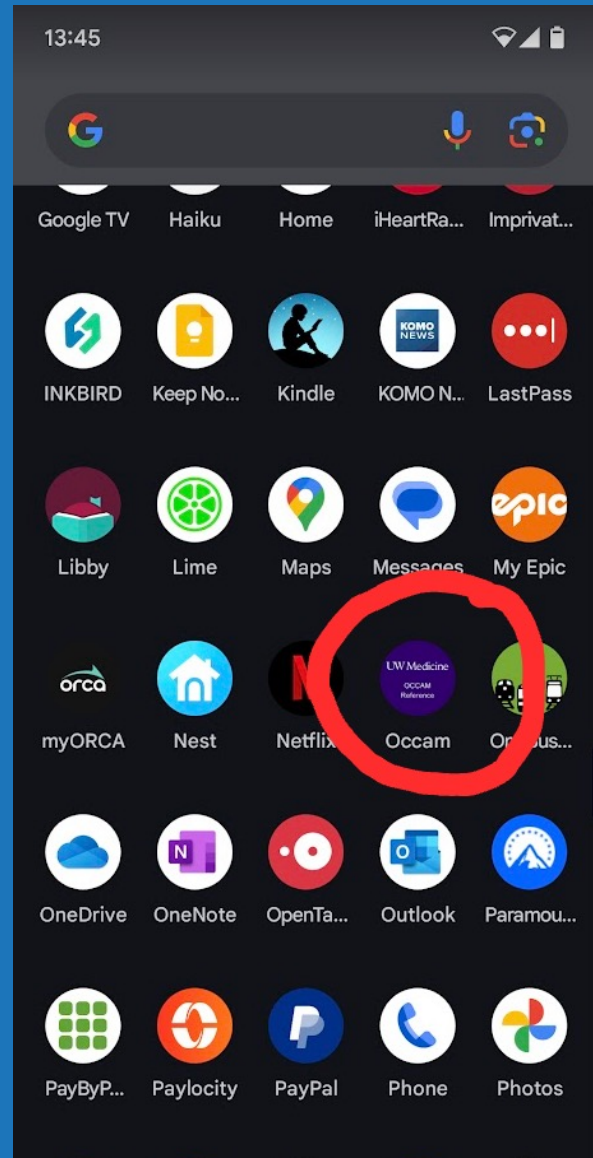 13:45
Google TV Haiku Home iHeartRa... Imprivat...
KOMO
NEWS
INKBIRD Keep No... Kindle KOMO N... LastPass
epic
Libby Lime Maps Messages My Epic
UW Medicine
orca OCCAM
Reference
myORCA Nest Netflix Occam
N O
OneDrive OneNote OpenTa... Outlook Paramou...
PayByP... Paylocity PayPal Phone Photos